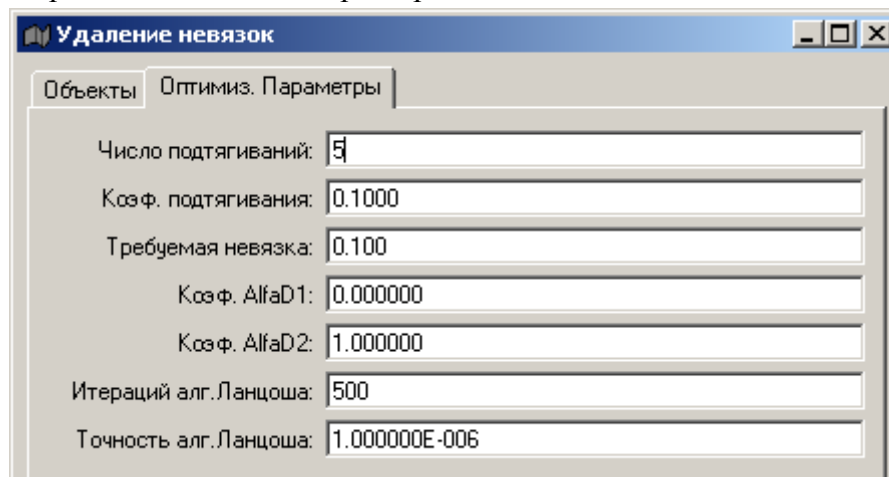 Удаление невязок
Объекты Оптимиз. Параметры
Число подтягиваний: 5
Коэф. подтягивания: 0.1000
Требуемая невязка: 0.100
Коэф. AlfaD1: 0.000000
Коэф. AlfaD2: 1.000000
Итераций алг.Ланцоша: 500
Точность алг.Ланцоша: 1.000000E-006